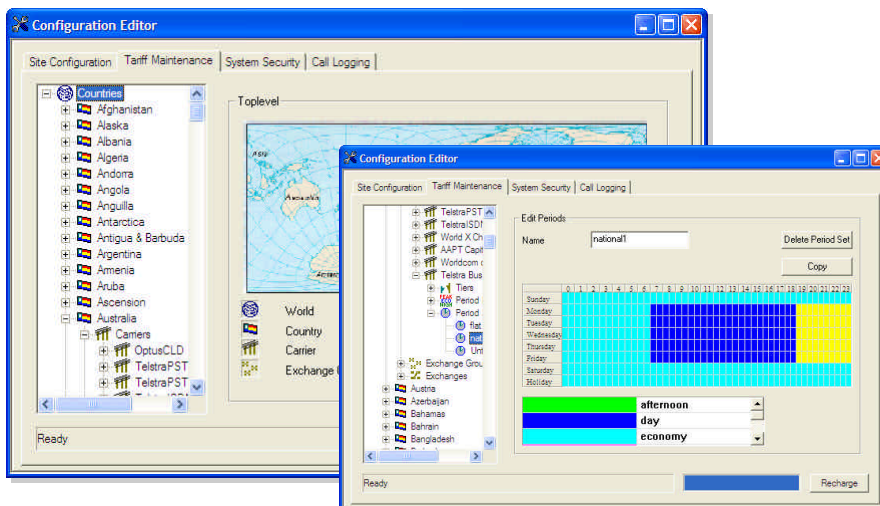 Configuration Editor
Site Configuration Tariff Maintenance System Security Call Logging
Countries
Afghanistan
Alaska
Albania
Algeria
Andorra
Angola
Anguilla
Antarctica
Antigua & Barbuda
Argentina
Armenia
Aruba
Ascension
Australia
Carriers
OptusCLD
TelstraPST
TelstraPST
Toplevel
Asia
Australia
World
Country
Carrier
Exchange
Ready
Configuration Editor
Site Configuration Tariff Maintenance System Security Call Logging
TelstraPST
TelstraISDN
World X Ch
AAPT Capit
Worldcom
Telstra Bus
Tiers
Period
Period
flat
nat
Unt
Exchange Grou
Exchanges
Austria
Azerbaijan
Bahamas
Bahrain
Bangladesh
Edit Periods
Name national1
Delete Period Set
Copy
0 1 2 3 4 5 6 7 8 9 10 11 12 13 14 15 16 17 18 19 20 21 22 23
Sunday
Monday
Tuesday
Wednesday
Thursday
Friday
Saturday
Holiday
afternoon
day
economy
Ready
Recharge